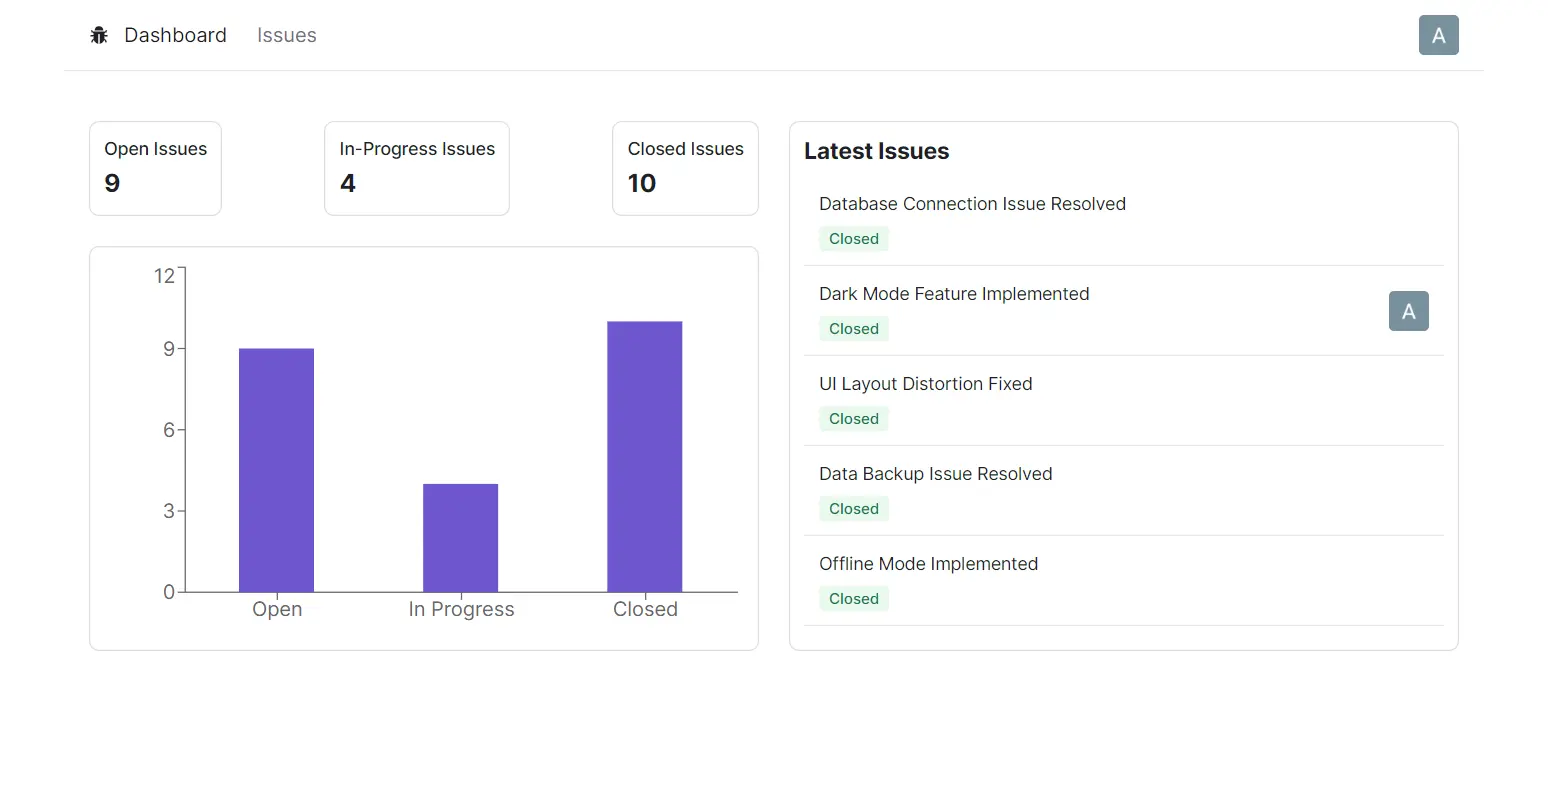 Dashboard Issues A
Open Issues
9
In-Progress Issues
4
Closed Issues
10
12
9
6
3
0
Open In Progress Closed
Latest Issues
Database Connection Issue Resolved
Closed
Dark Mode Feature Implemented
A
Closed
UI Layout Distortion Fixed
Closed
Data Backup Issue Resolved
Closed
Offline Mode Implemented
Closed